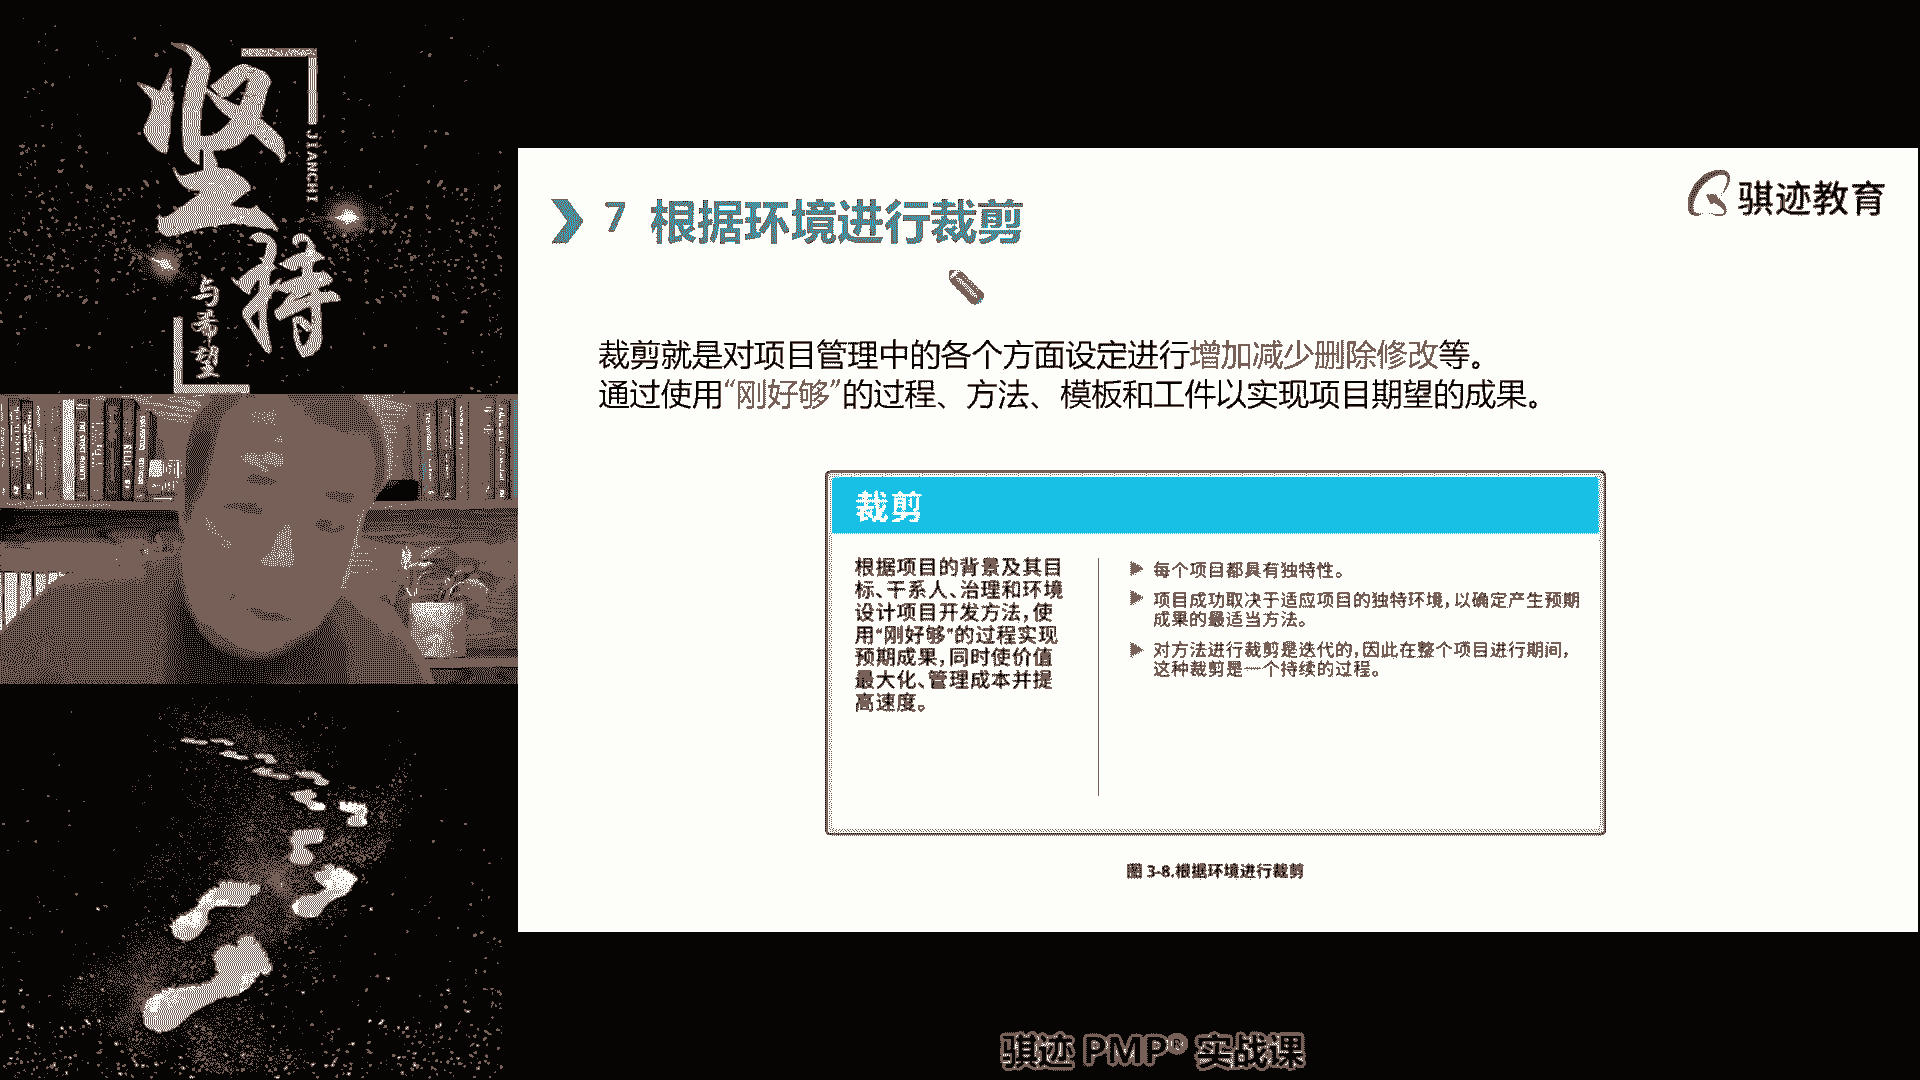 坚持
JIANCHI
与希望
骐迹教育
7 根据环境进行裁剪
裁剪就是对项目管理中的各个方面设定进行增加减少删除修改等。
通过使用“刚好够”的过程、方法、模板和工件以实现项目期望的成果。
裁剪
根据项目的背景及其目
标、干系人、治理和环境
设计项目开发方法,使
用“刚好够”的过程实现
预期成果,同时使价值
最大化、管理成本并提
高速度。
▶ 每个项目都具有独特性。
▶ 项目成功取决于适应项目的独特环境,以确定产生预期
成果的最适当方法。
▶ 对方法进行裁剪是迭代的,因此在整个项目进行期间,
这种裁剪是一个持续的过程。
图 3-8.根据环境进行裁剪
骐迹 PMP® 实战课